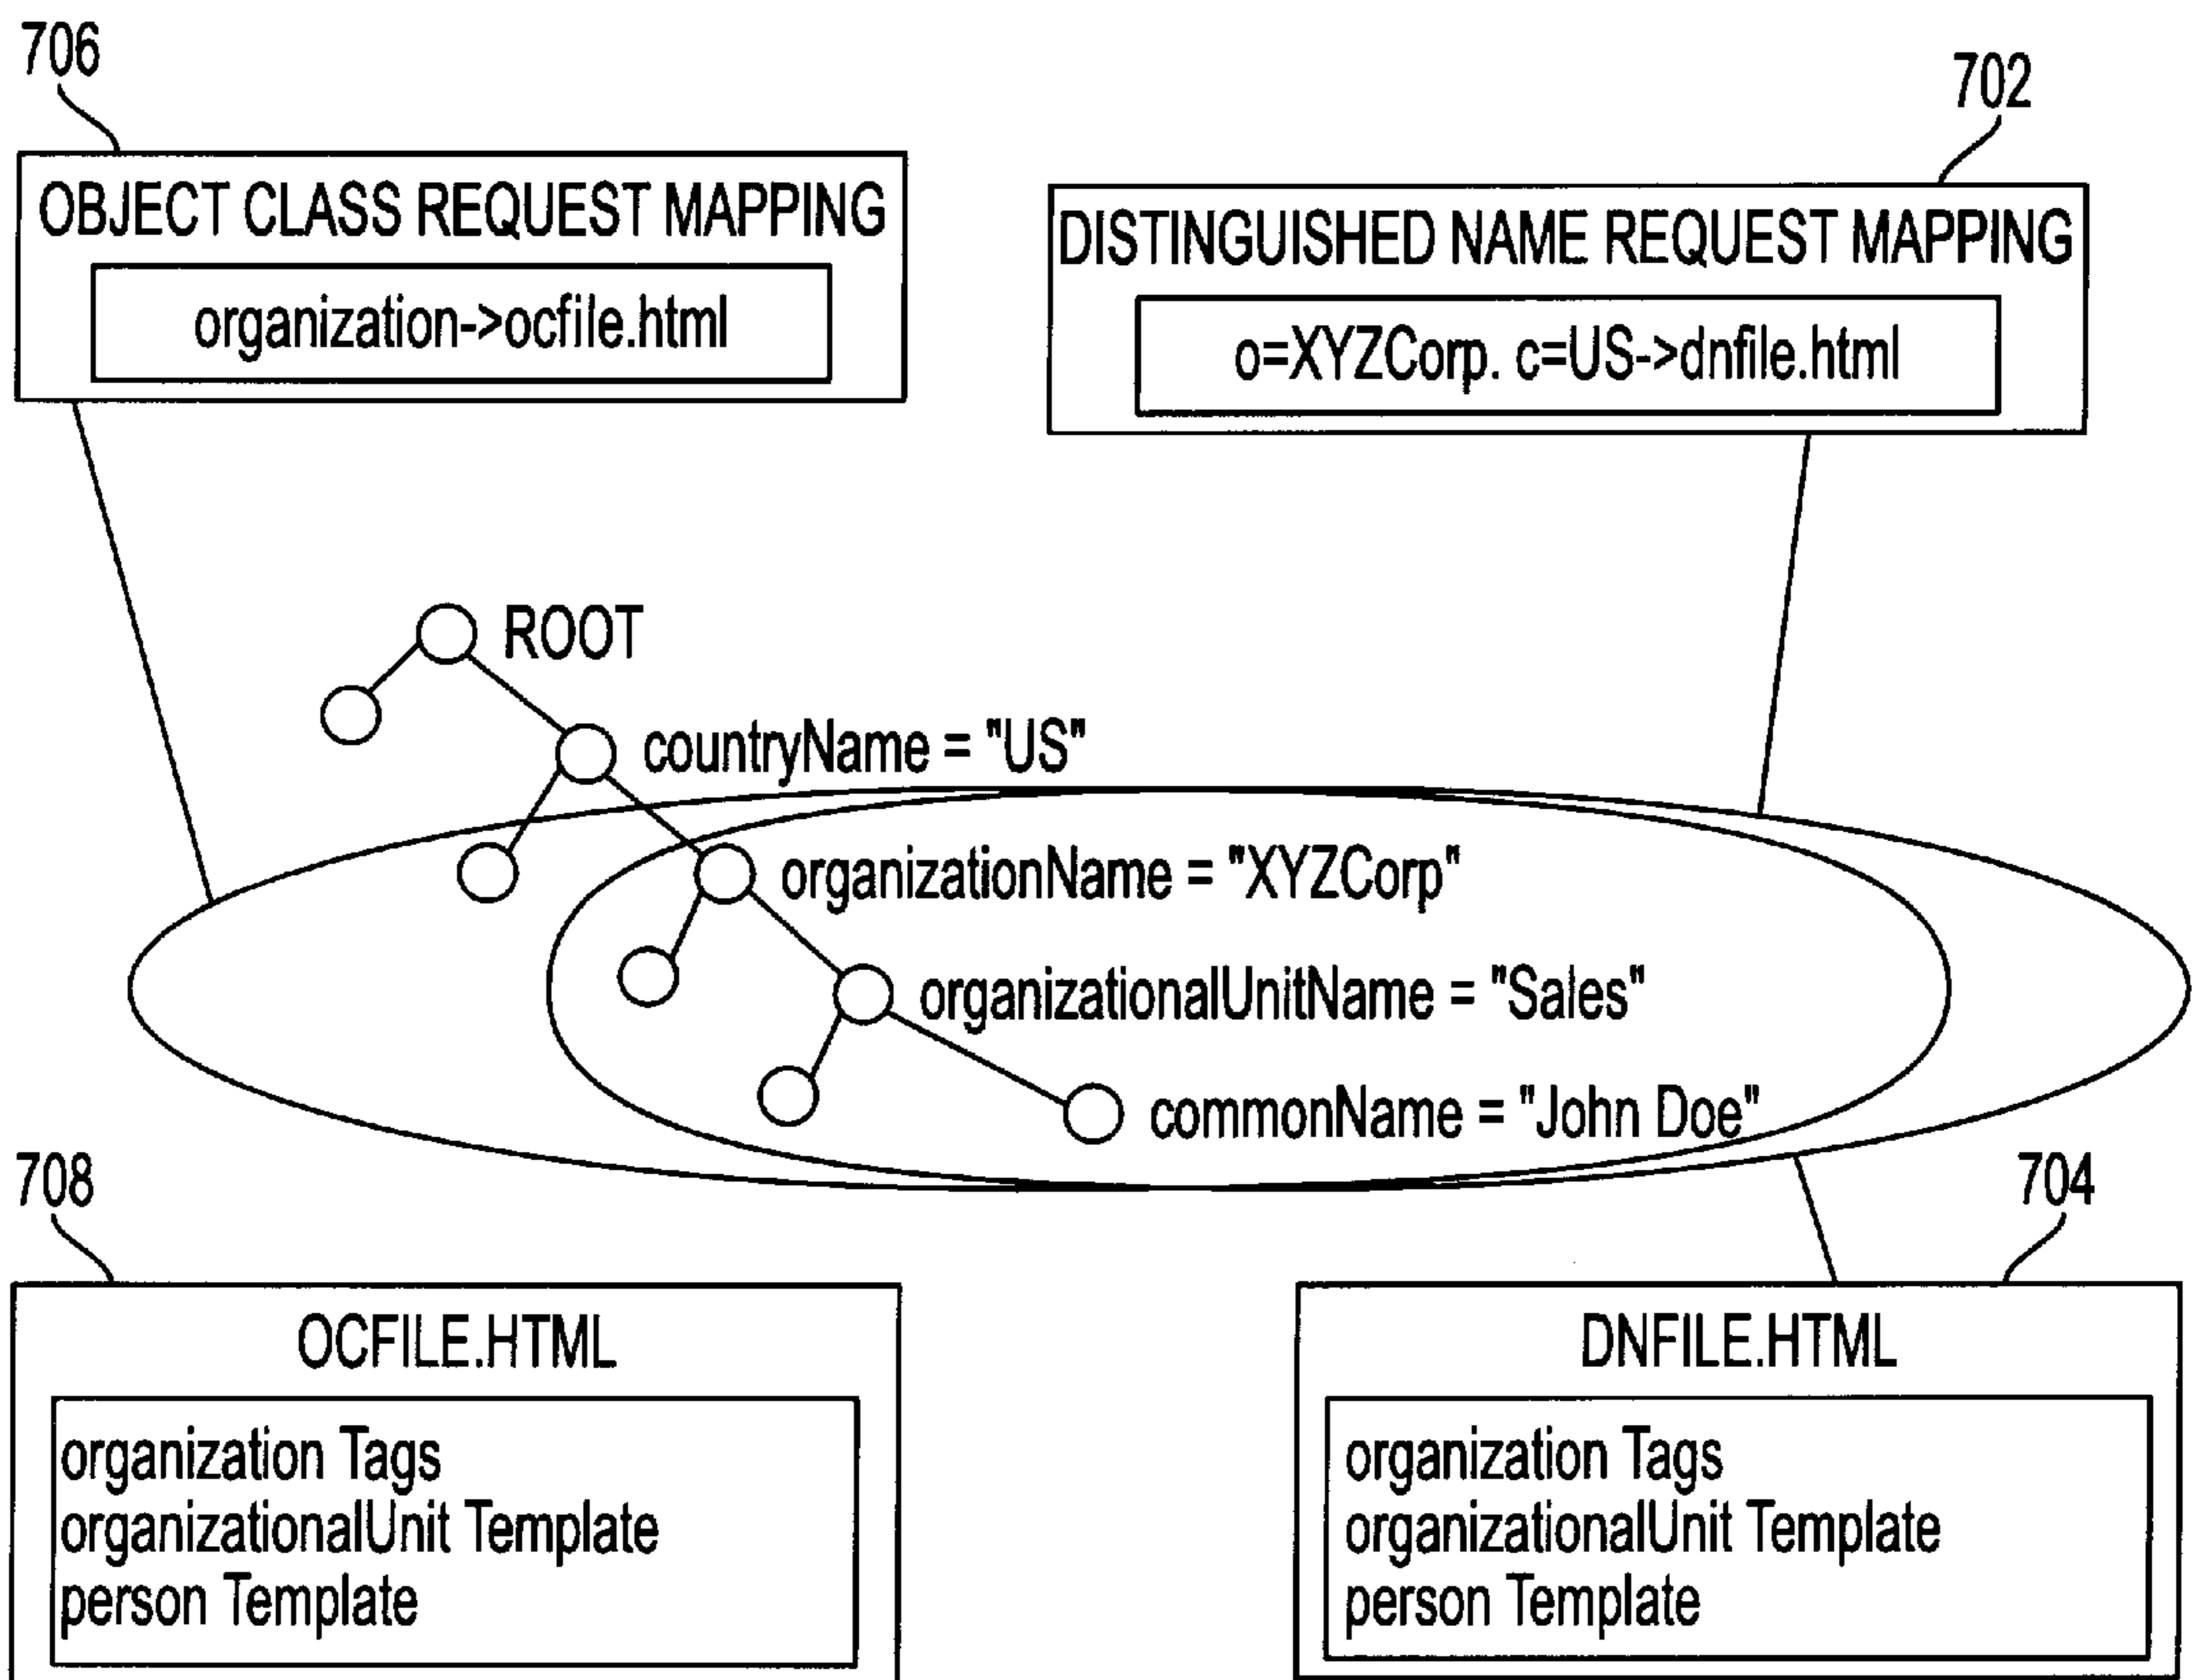 706
702
OBJECT CLASS REQUEST MAPPING
organization->ocfile.html
DISTINGUISHED NAME REQUEST MAPPING
o=XYZCorp. c=US->dnfile.html
ROOT
countryName = "US"
organizationName = "XYZCorp"
organizationalUnitName = "Sales"
commonName = "John Doe"
708
704
OCFILE.HTML
organization Tags
organizationalUnit Template
person Template
DNFILE.HTML
organization Tags
organizationalUnit Template
person Template